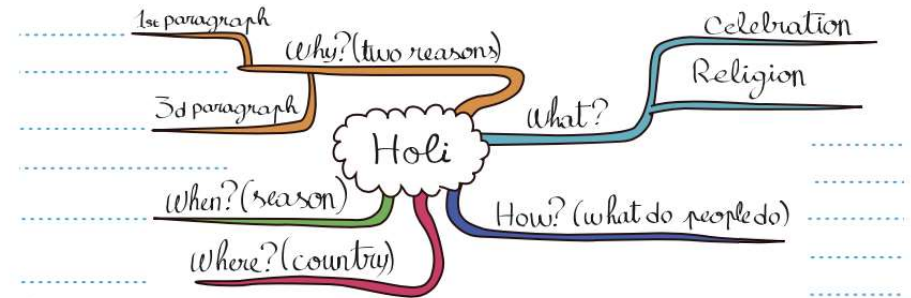 1st paragraph
Why? (two reasons)
3d paragraph
Celebration
Religion
What?
Holi
When? (season)
Where? (country)
How? (what do people do)